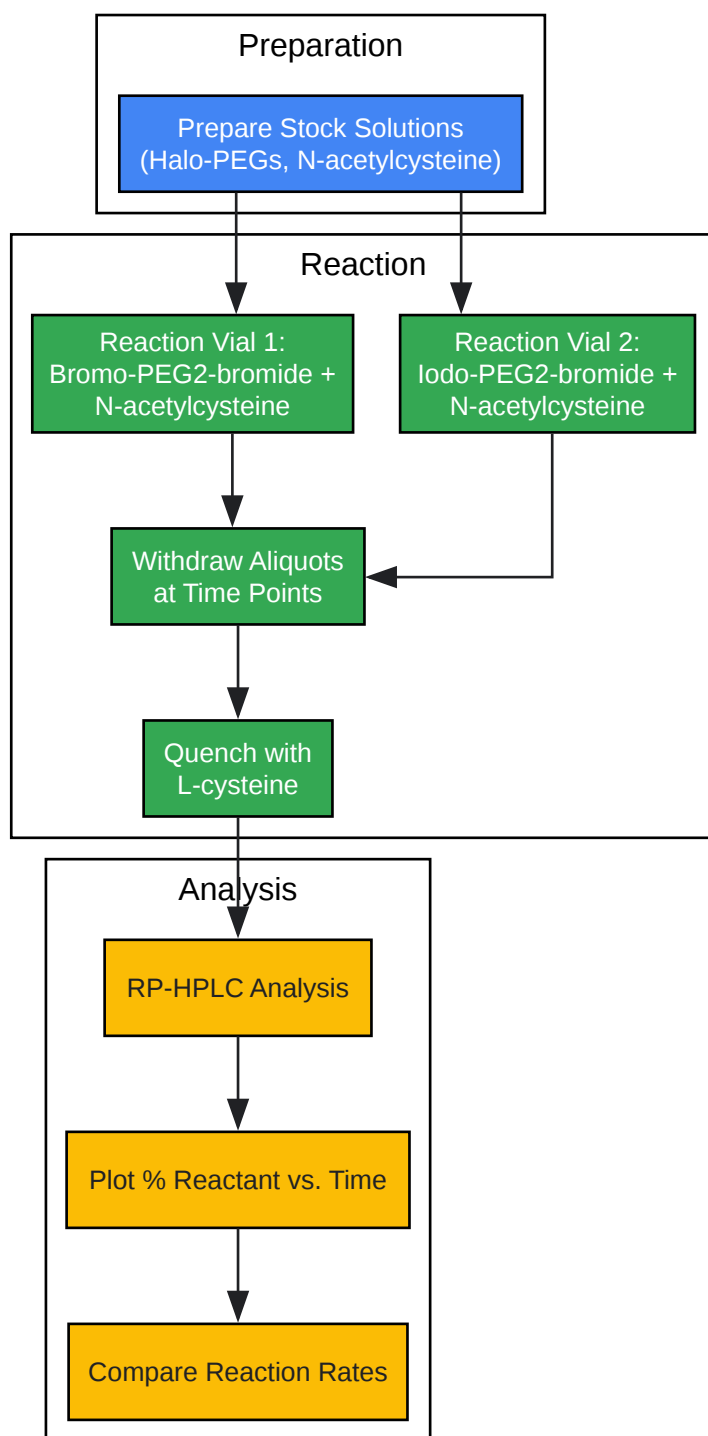 Preparation
Prepare Stock Solutions
(Halo-PEGs, N-acetylcysteine)
Reaction
Reaction Vial 1:
Bromo-PEG2-bromide +
N-acetylcysteine
Reaction Vial 2:
Iodo-PEG2-bromide +
N-acetylcysteine
Withdraw Aliquots
at Time Points
Quench with
L-cysteine
Analysis
RP-HPLC Analysis
Plot % Reactant vs. Time
Compare Reaction Rates